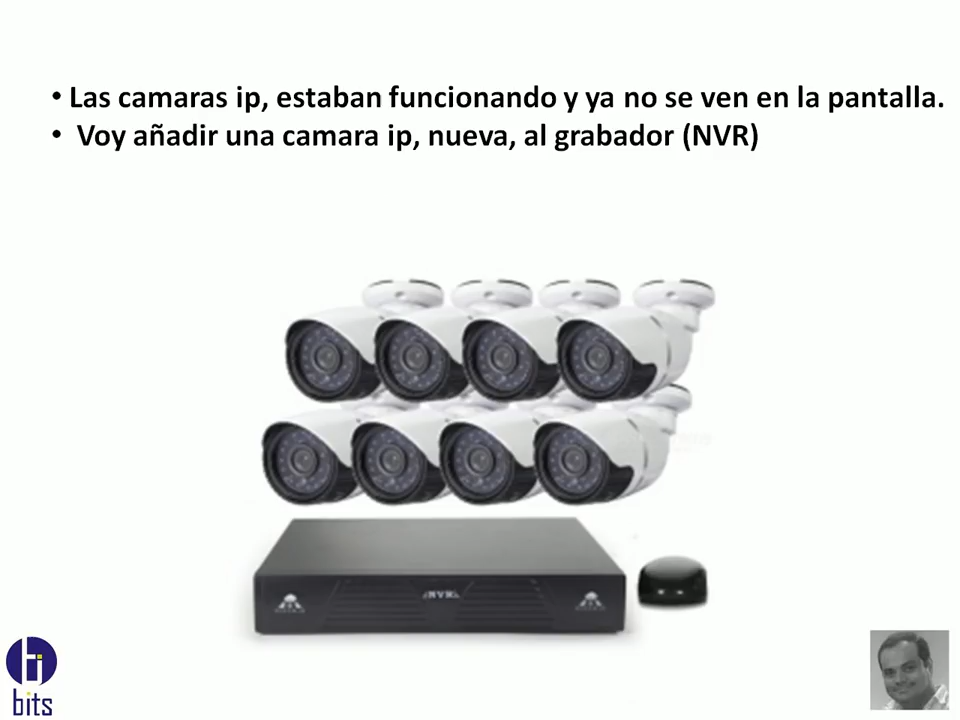 • Las camaras ip, estaban funcionando y ya no se ven en la pantalla.
• Voy añadir una camara ip, nueva, al grabador (NVR)
NVR
bits